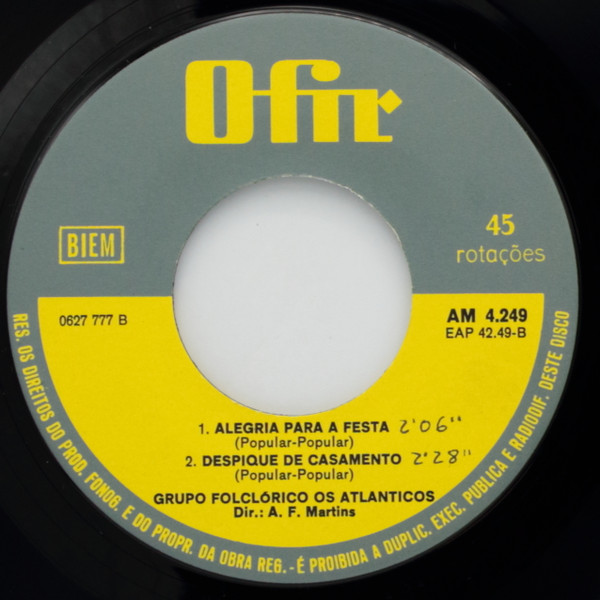 Ofir
BIEM
45
rotações
0627 777 B
AM 4.249
EAP 42.49-B
1. ALEGRIA PARA A FESTA 2'06"
(Popular-Popular)
2. DESPIQUE DE CASAMENTO 2'28"
(Popular-Popular)
GRUPO FOLCLÓRICO OS ATLANTICOS
Dir.: A. F. Martins
RES. OS DIREITOS DO PROD. FONOG. E DO PROPR. DA OBRA REG. - É PROIBIDA A DUPLIC. EXEC. PUBLICA E RADIODIF. DESTE DISCO